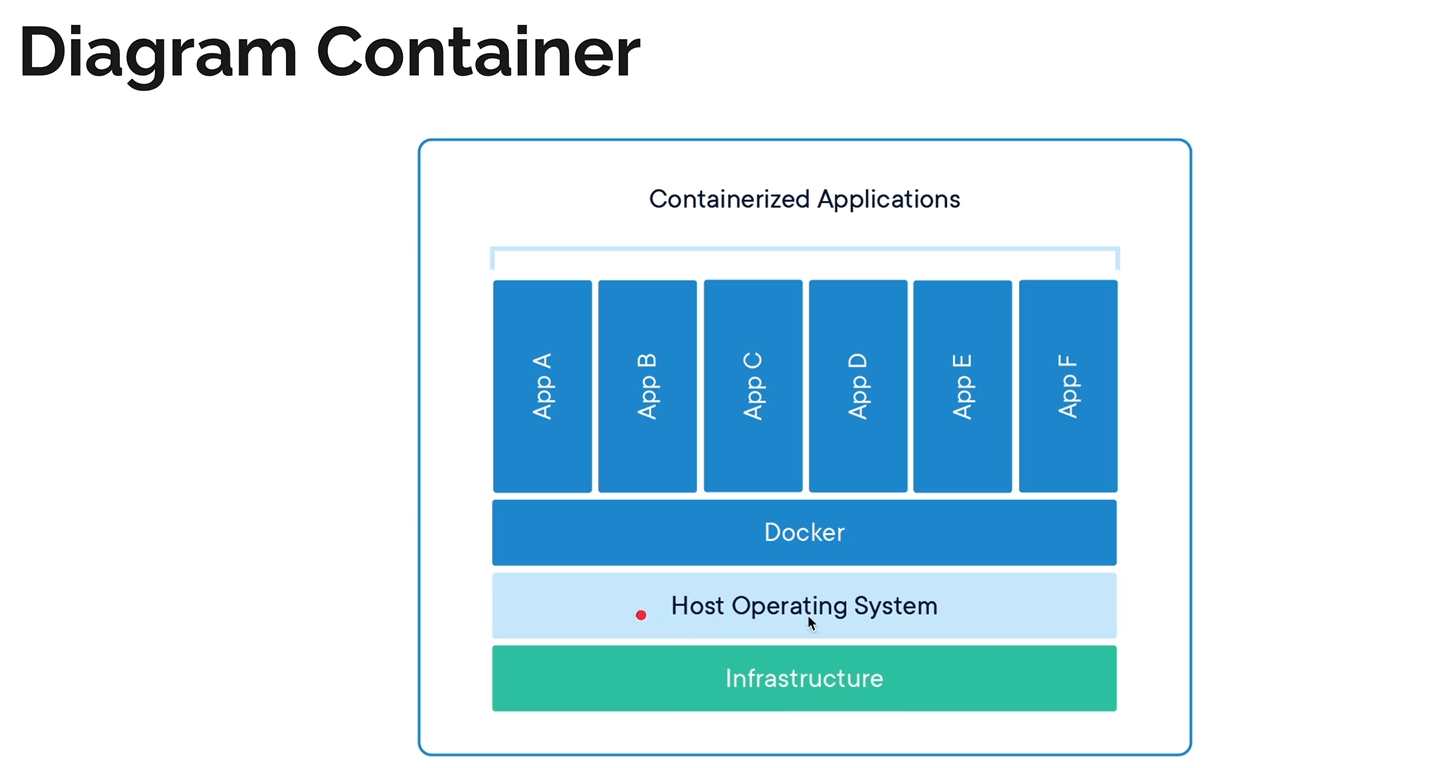 Diagram Container
Containerized Applications
App A
App B
App C
App D
App E
App F
Docker
Host Operating System
Infrastructure